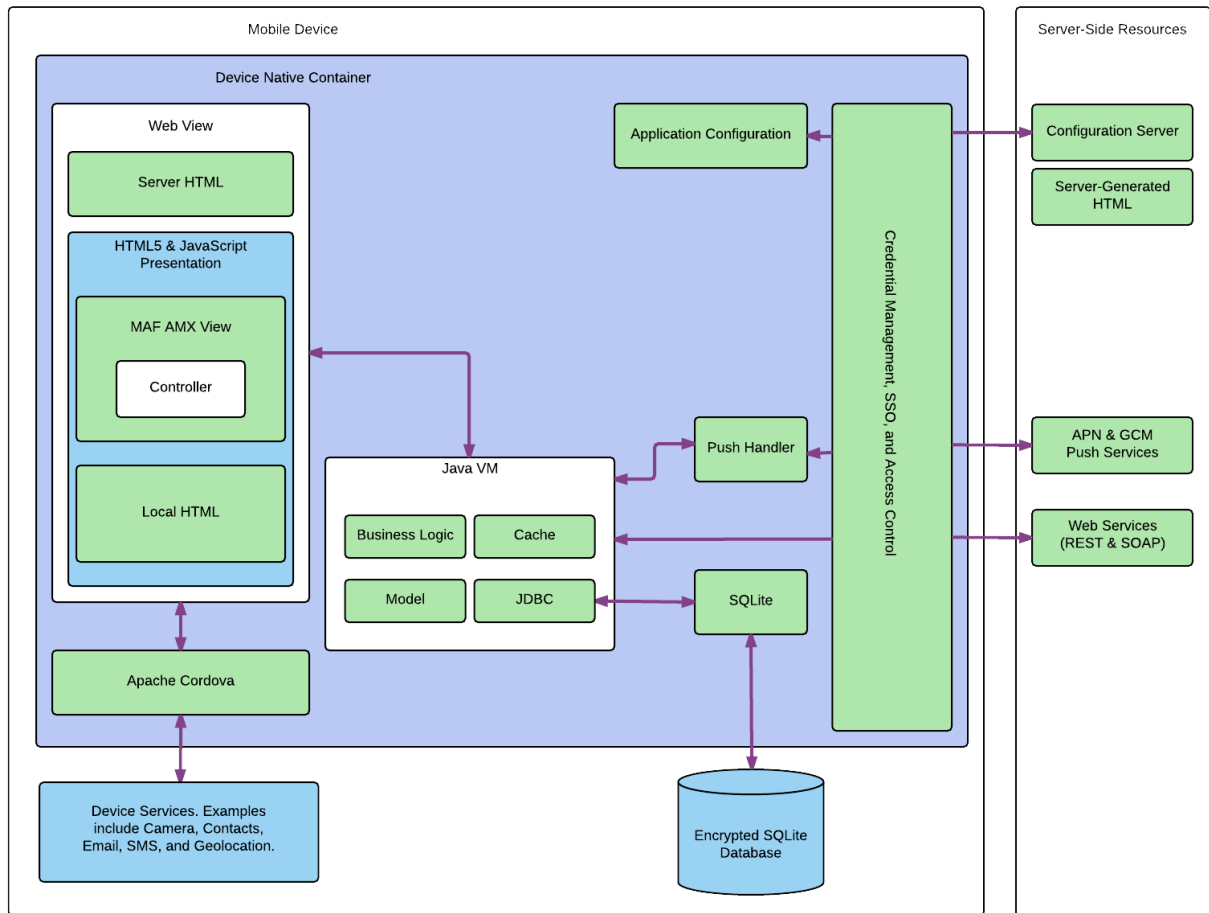 Mobile Device
Server-Side Resources
Device Native Container
Web View
Server HTML
HTML5 & JavaScript
Presentation
MAF AMX View
Controller
Local HTML
Apache Cordova
Device Services. Examples
include Camera, Contacts,
Email, SMS, and Geolocation.
Java VM
Business Logic
Cache
Model
JDBC
Application Configuration
Push Handler
SQLite
Encrypted SQLite
Database
Credential Management, SSO, and Access Control
Configuration Server
Server-Generated
HTML
APN & GCM
Push Services
Web Services
(REST & SOAP)